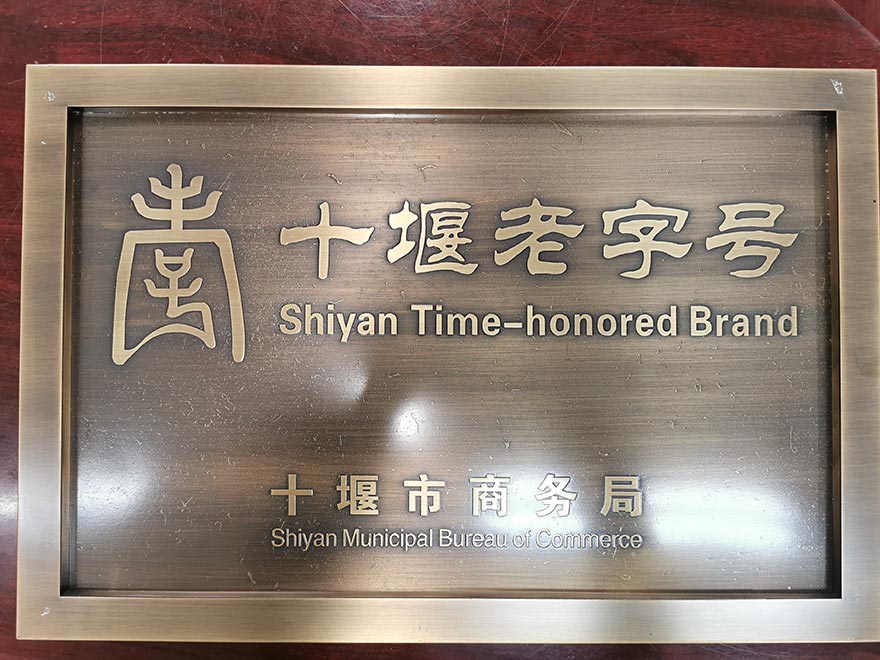 十堰老字号
Shiyan Time-honored Brand
十堰市商务局
Shiyan Municipal Bureau of Commerce